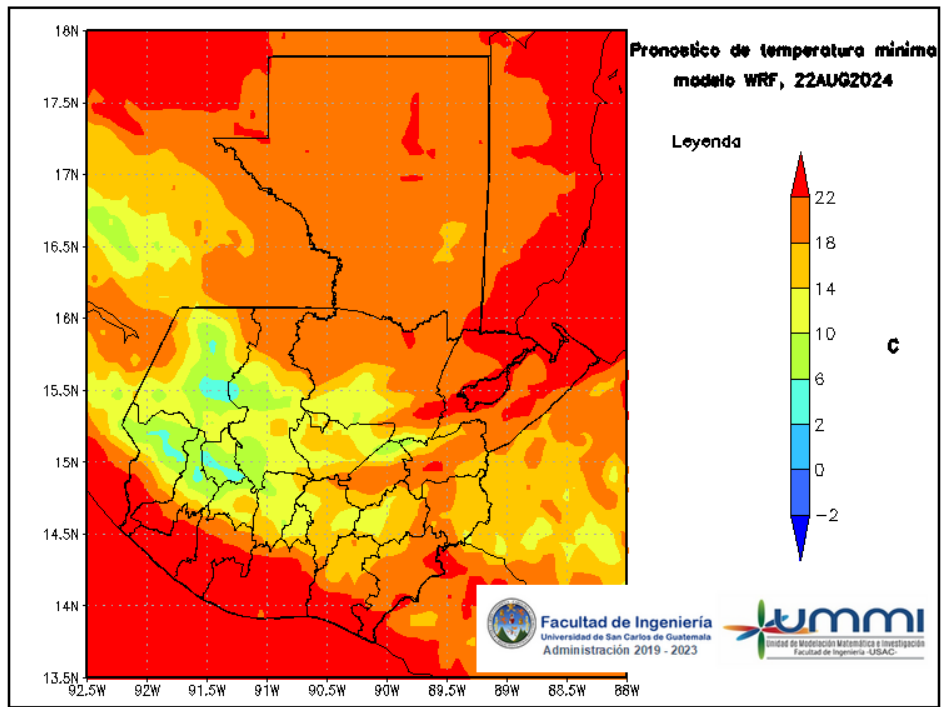 Pronostico de temperatura minima
modelo WRF, 22AUG2024
Leyenda
22
18
14
10
6
2
0
-2
C
18N
17.5N
17N
16.5N
16N
15.5N
15N
14.5N
14N
13.5N
92.5W 92W 91.5W 91W 90.5W 90W 89.5W 89W 88.5W 88W
Facultad de Ingeniería
Universidad de San Carlos de Guatemala
Administración 2019 - 2023
UMMI
Unidad de Modelación Matemática e Investigación
Facultad de Ingeniería -USAC-